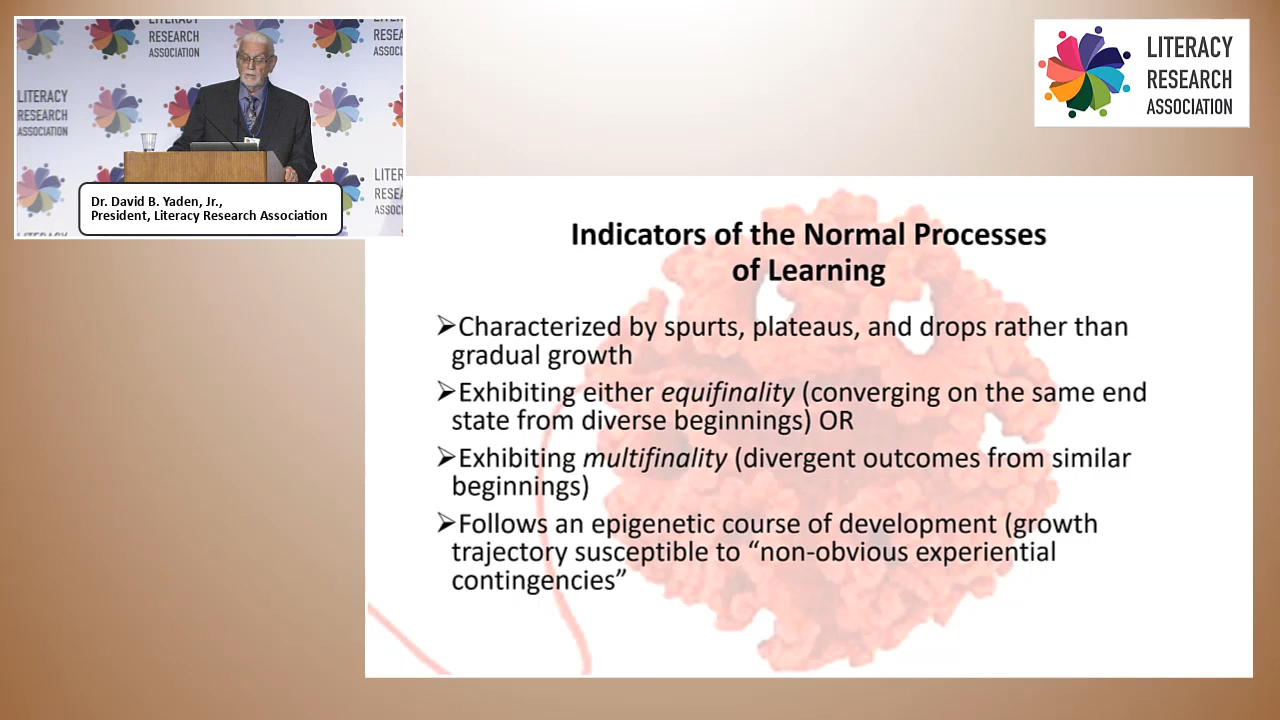 RESEARCH
ASSOCIATION
LITERACY
RESEARCH
ASSOCIATION
Dr. David B. Yaden, Jr.,
President, Literacy Research Association
LITERACY
RESEARCH
ASSOCIATION
Indicators of the Normal Processes
of Learning
➢Characterized by spurts, plateaus, and drops rather than
gradual growth
➢Exhibiting either equifinality (converging on the same end
state from diverse beginnings) OR
➢Exhibiting multifinality (divergent outcomes from similar
beginnings)
➢Follows an epigenetic course of development (growth
trajectory susceptible to “non-obvious experiential
contingencies”